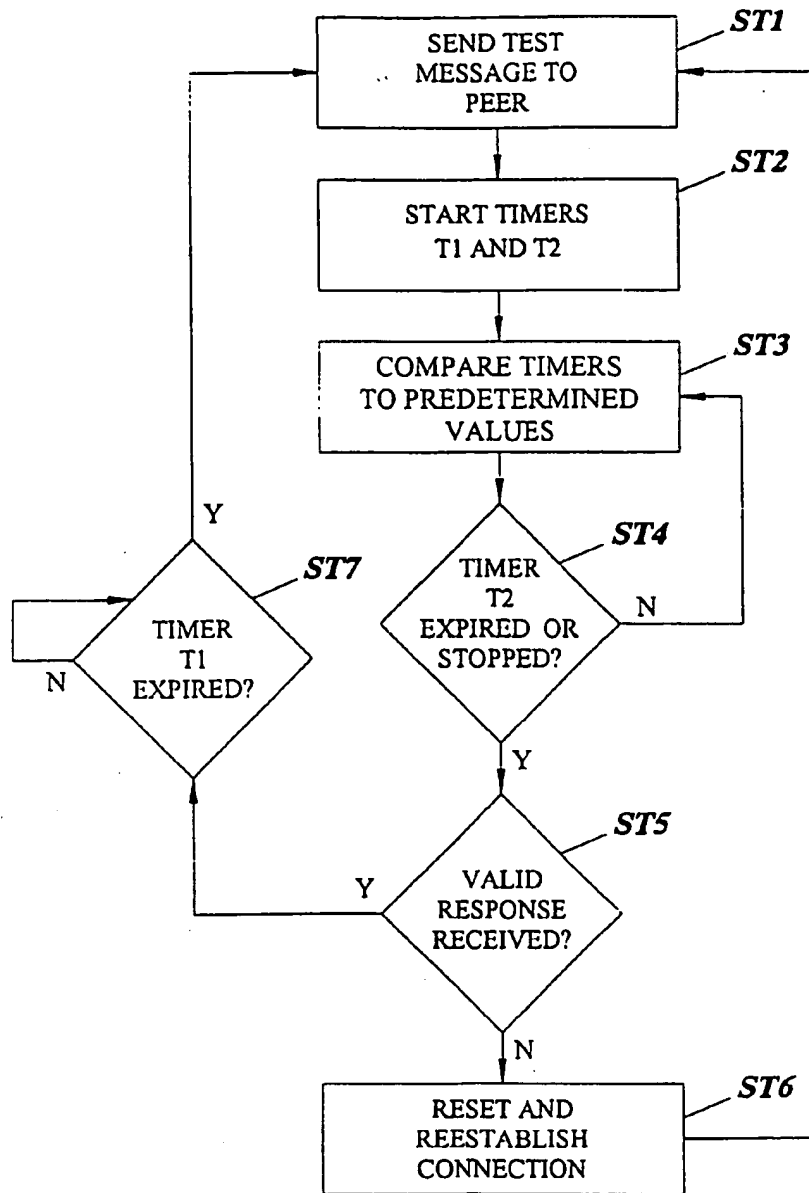 SEND TEST
MESSAGE TO
PEER
ST1
START TIMERS
T1 AND T2
ST2
COMPARE TIMERS
TO PREDETERMINED
VALUES
ST3
TIMER
T2
EXPIRED OR
STOPPED?
ST4
N
Y
Y
TIMER
T1
EXPIRED?
ST7
N
VALID
RESPONSE
RECEIVED?
ST5
Y
N
RESET AND
REESTABLISH
CONNECTION
ST6